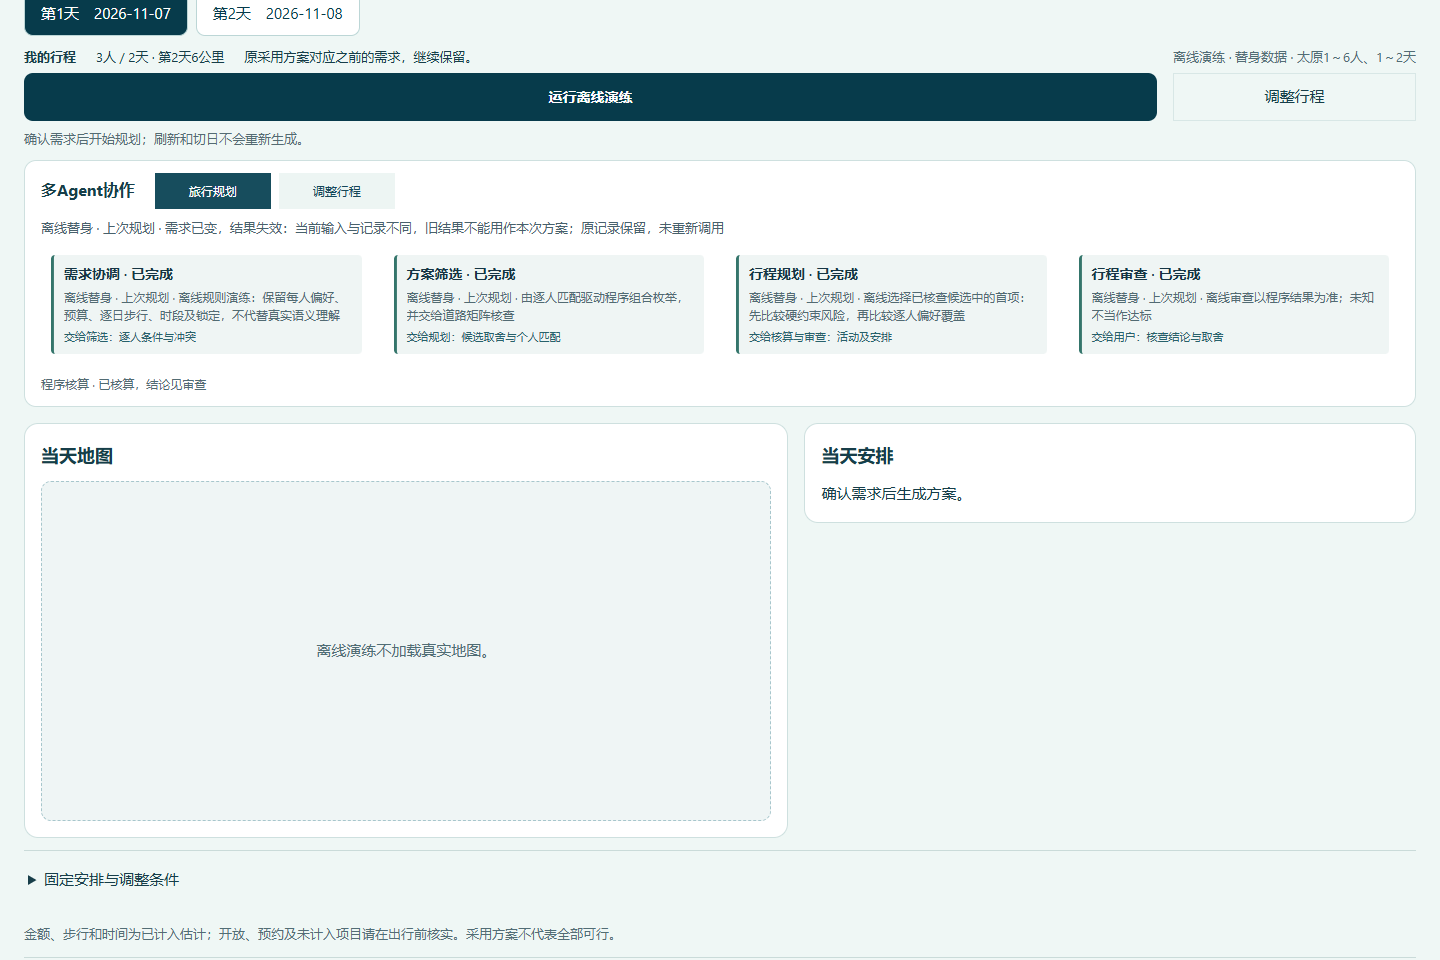 第1天 2026-11-07 第2天 2026-11-08
我的行程 3人 / 2天 · 第2天6公里 原采用方案对应之前的需求，继续保留。 离线演练 · 替身数据 · 太原1～6人、1～2天
运行离线演练 调整行程
确认需求后开始规划；刷新和切日不会重新生成。
多Agent协作 旅行规划 调整行程
离线替身 · 上次规划 · 需求已变，结果失效：当前输入与记录不同，旧结果不能用作本次方案；原记录保留，未重新调用
需求协调 · 已完成
离线替身 · 上次规划 · 离线规则演练：保留每人偏好、
预算、逐日步行、时段及锁定，不代替真实语义理解
交给筛选：逐人条件与冲突
方案筛选 · 已完成
离线替身 · 上次规划 · 由逐人匹配驱动程序组合枚举，
并交给道路矩阵核查
交给规划：候选取舍与个人匹配
行程规划 · 已完成
离线替身 · 上次规划 · 离线选择已核查候选中的首项；
先比较硬约束风险，再比较逐人偏好覆盖
交给核算与审查：活动及安排
行程审查 · 已完成
离线替身 · 上次规划 · 离线审查以程序结果为准；未知
不当作达标
交给用户：核查结论与取舍
程序核算 · 已核算，结论见审查
当天地图
离线演练不加载真实地图。
当天安排
确认需求后生成方案。
▶ 固定安排与调整条件
金额、步行和时间为已计入估计；开放、预约及未计入项目请在出行前核实。采用方案不代表全部可行。